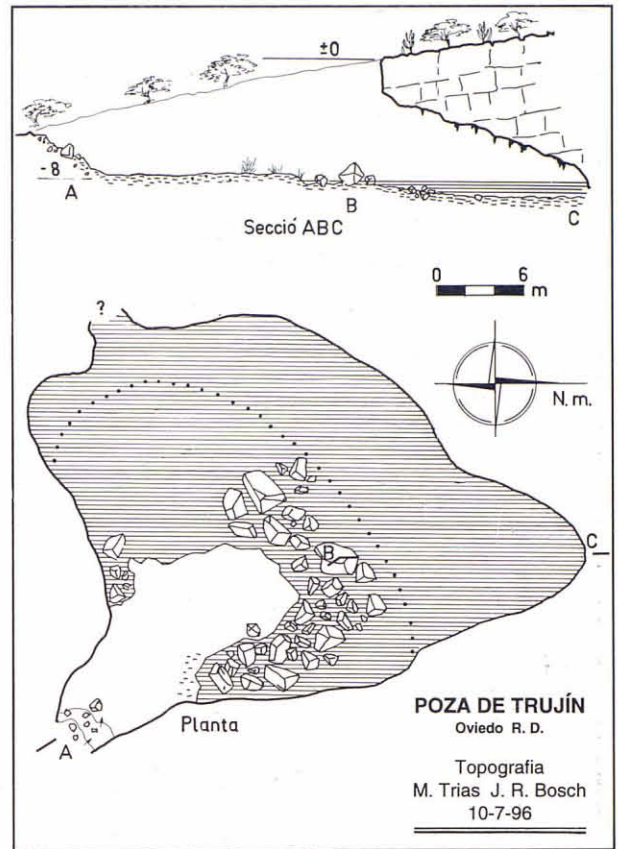 ±0
-8
A
B
C
Secció ABC
0 6
m
?
N. m.
B
C
A
Planta
POZA DE TRUJÍN
Oviedo R. D.
Topografia
M. Trias J. R. Bosch
10-7-96